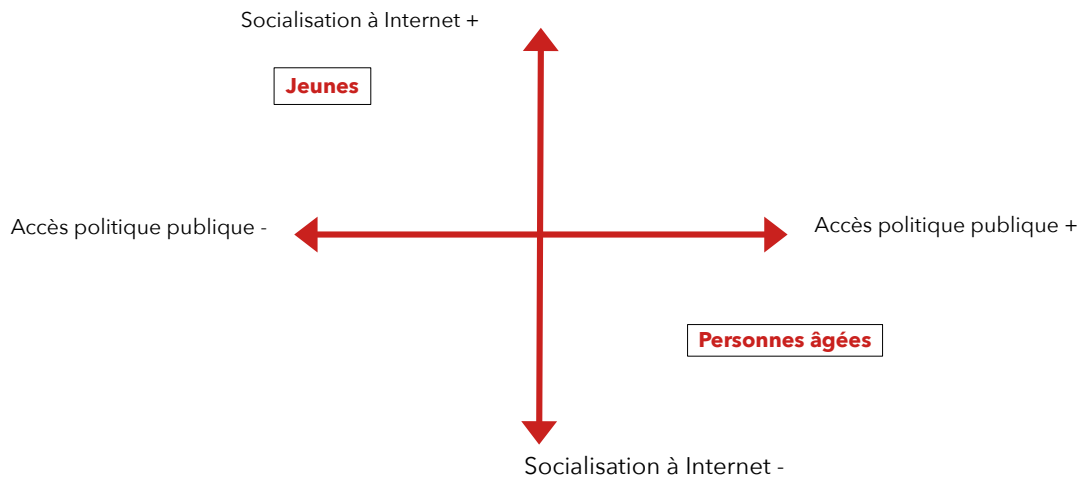 Socialisation à Internet +
Jeunes
Accès politique publique -
Accès politique publique +
Personnes âgées
Socialisation à Internet -